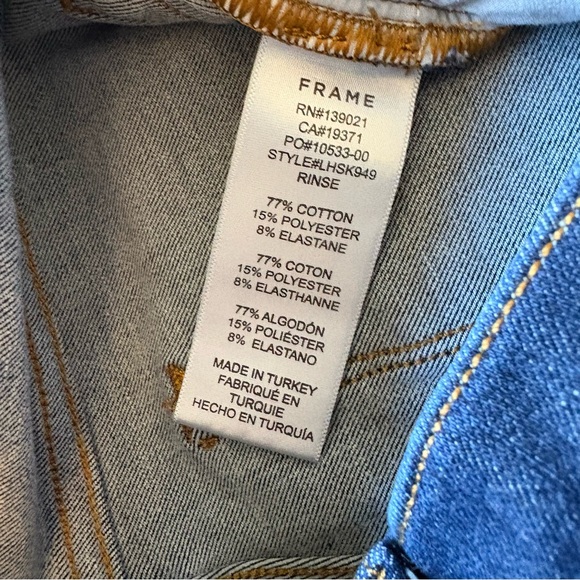 FRAME
RN#139021
CA#19371
PO#10533-00
STYLE#LHSK949
RINSE
77% COTTON
15% POLYESTER
8% ELASTANE
77% COTON
15% POLYESTER
8% ELASTHANNE
77% ALGODÓN
15% POLIÉSTER
8% ELASTANO
MADE IN TURKEY
FABRIQUÉ EN
TURQUIE
HECHO EN TURQUÍA